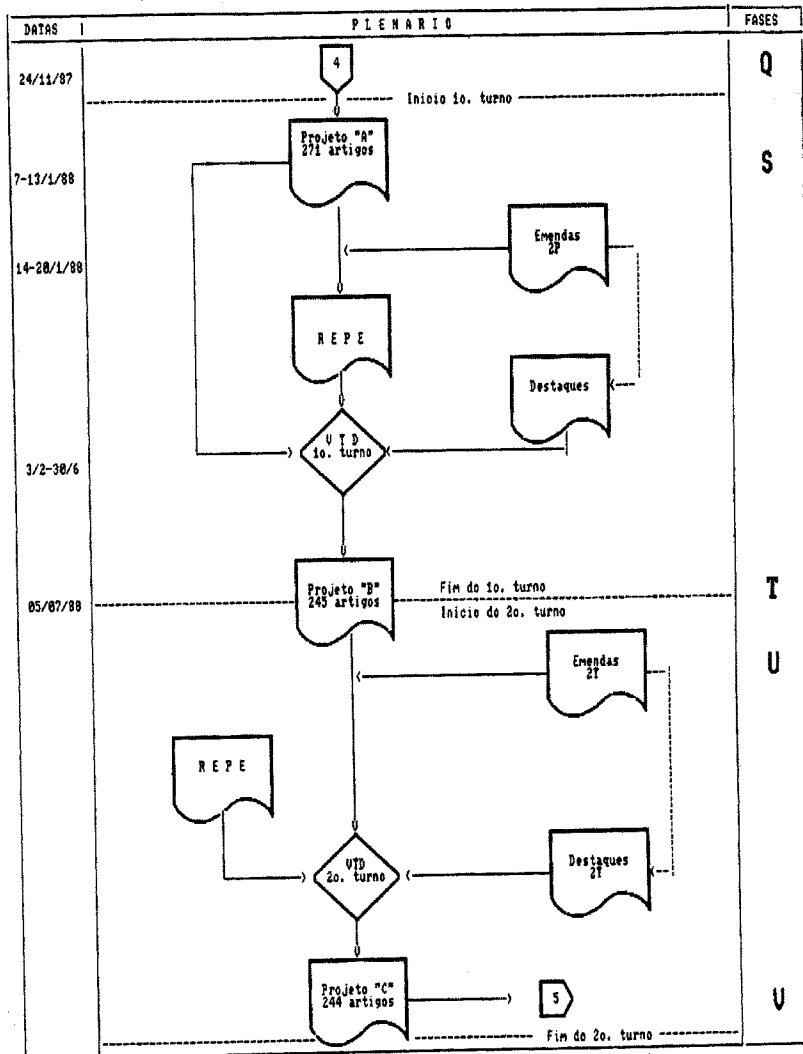 DATAS PLENARIO FASES
4
24/11/87 Q
Inicio 1o. turno
Projeto "A"
271 artigos
7-13/1/88 S
Emendas
2P
14-20/1/88
R E P E
Destaques
V T D
1o. turno
3/2-30/6
Projeto "B"
245 artigos
Fim do 1o. turno
05/07/88 T
Inicio do 2o. turno
Emendas
2T
U
R E P E
VTD
2o. turno
Destaques
2T
Projeto "C"
244 artigos
5
V
Fim do 2o. turno